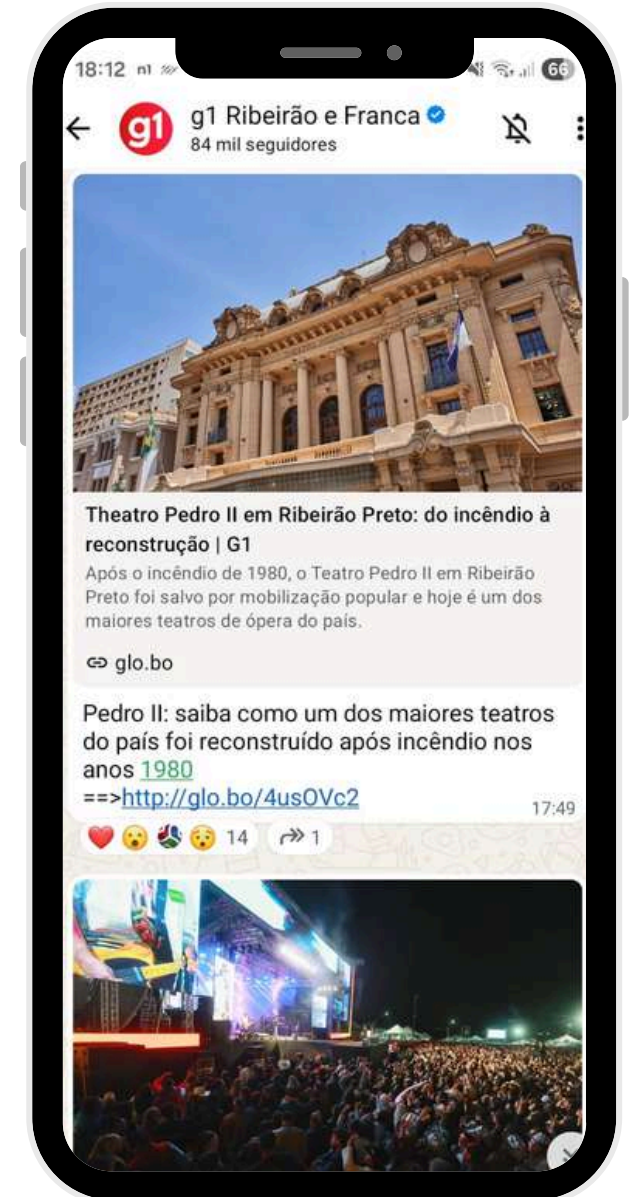 18:12
66
g1
g1 Ribeirão e Franca
84 mil seguidores
Theatro Pedro II em Ribeirão Preto: do incêndio à
reconstrução | G1
Após o incêndio de 1980, o Teatro Pedro II em Ribeirão
Preto foi salvo por mobilização popular e hoje é um dos
maiores teatros de ópera do país.
glo.bo
Pedro II: saiba como um dos maiores teatros
do país foi reconstruído após incêndio nos
anos 1980
==>http://glo.bo/4usOVc2
17:49
14
1